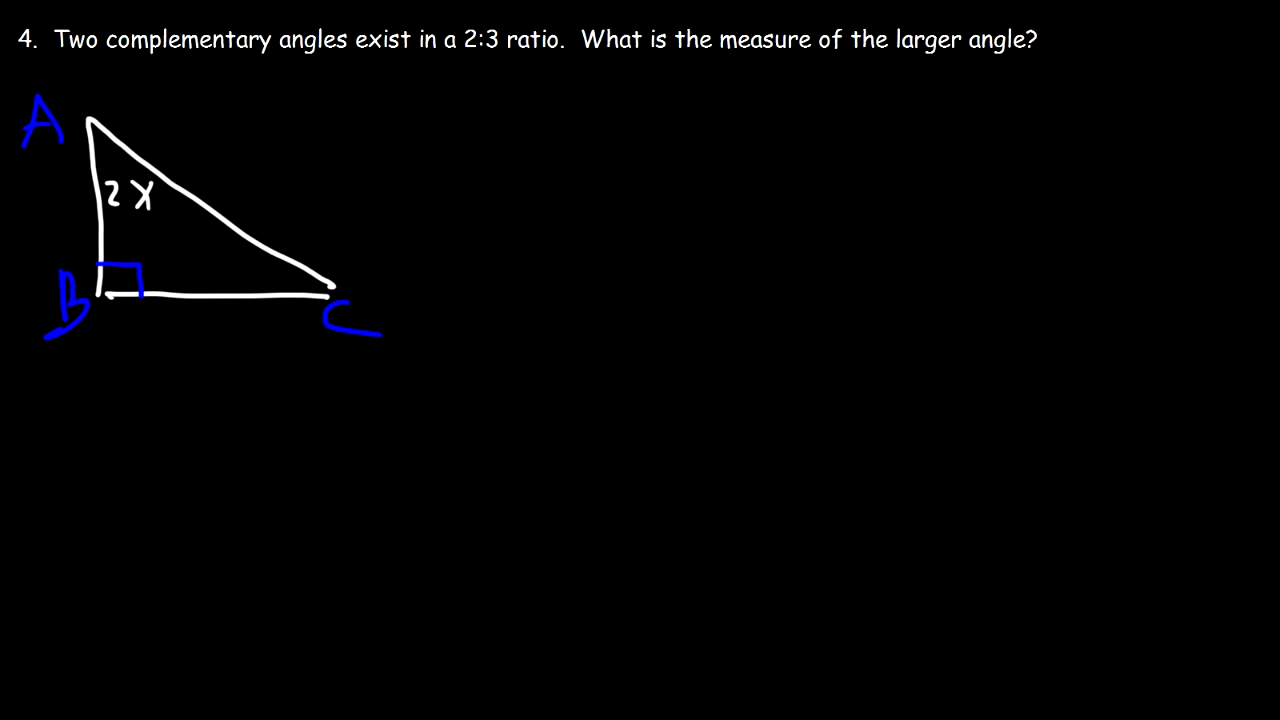 4. Two complementary angles exist in a 2:3 ratio. What is the measure of the larger angle?
A
2x
B
C